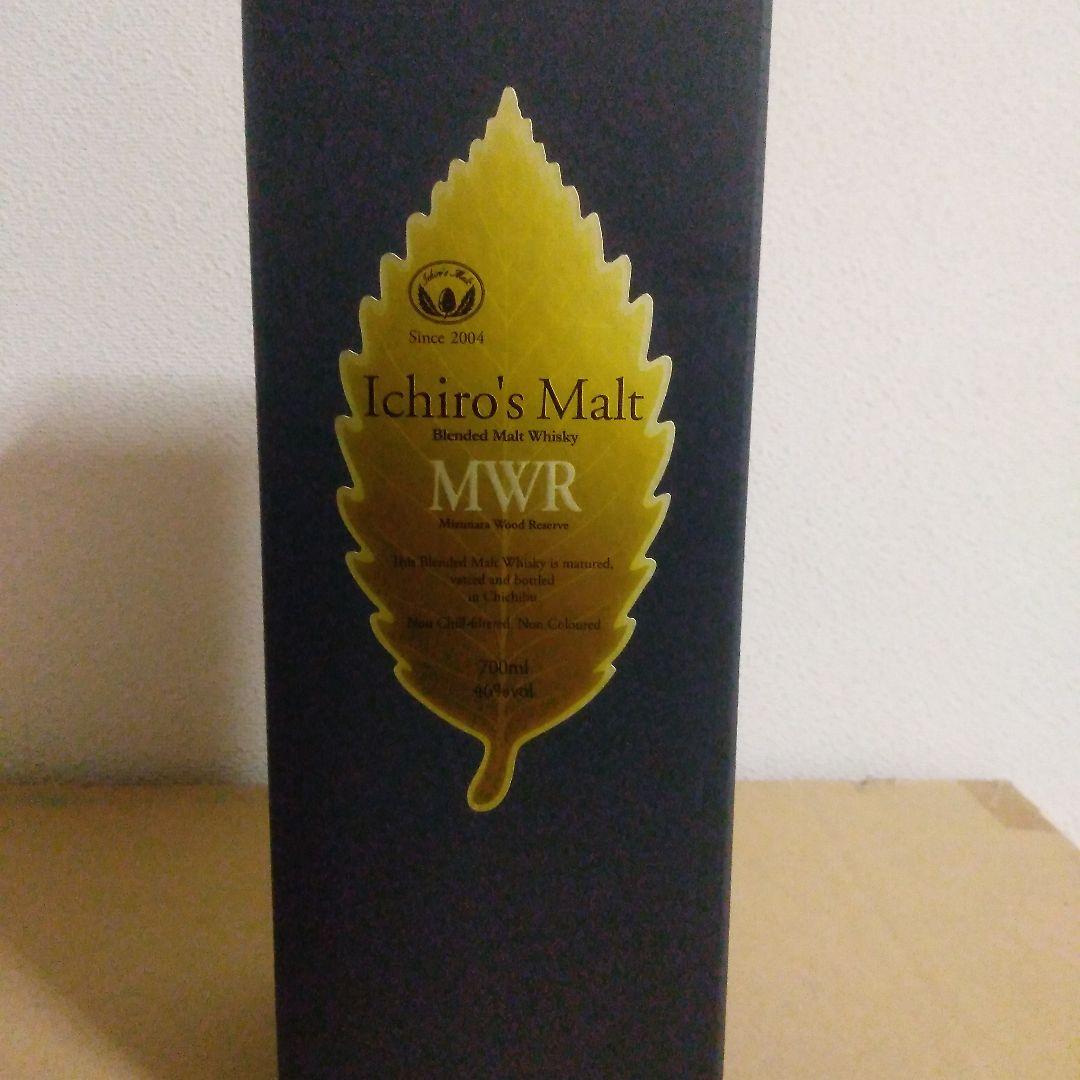 Ichiro's Malt
Since 2004
Ichiro's Malt
Blended Malt Whisky
MWR
Mizunara Wood Reserve
This Blended Malt Whisky is matured,
vatted and bottled
in Chichibu
Non Chill-filtered, Non Coloured
700ml
46%vol